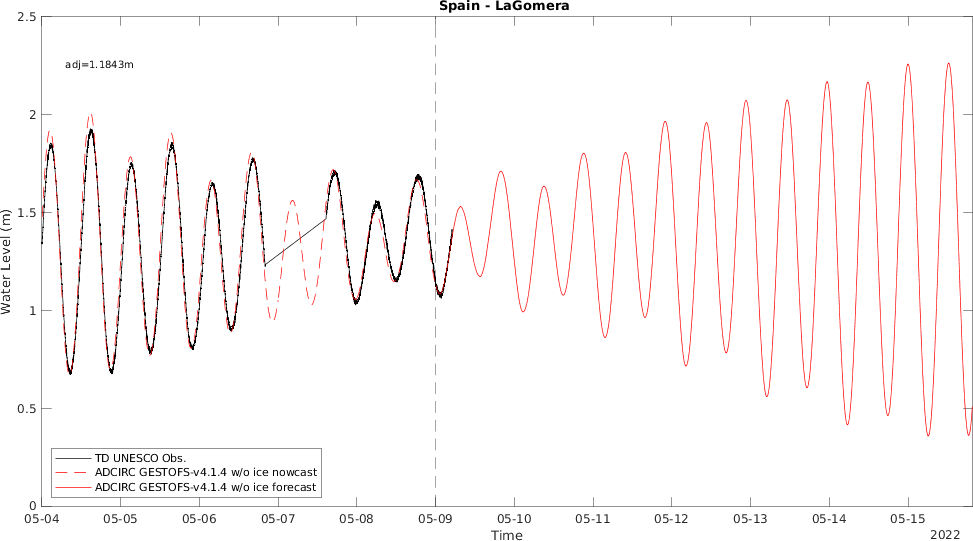 Spain - LaGomera
adj=1.1843m
Water Level (m)
2.5
2
1.5
1
0.5
0
TD UNESCO Obs.
ADCIRC GESTOFS-v4.1.4 w/o ice nowcast
ADCIRC GESTOFS-v4.1.4 w/o ice forecast
05-04 05-05 05-06 05-07 05-08 05-09 05-10 05-11 05-12 05-13 05-14 05-15
Time
2022